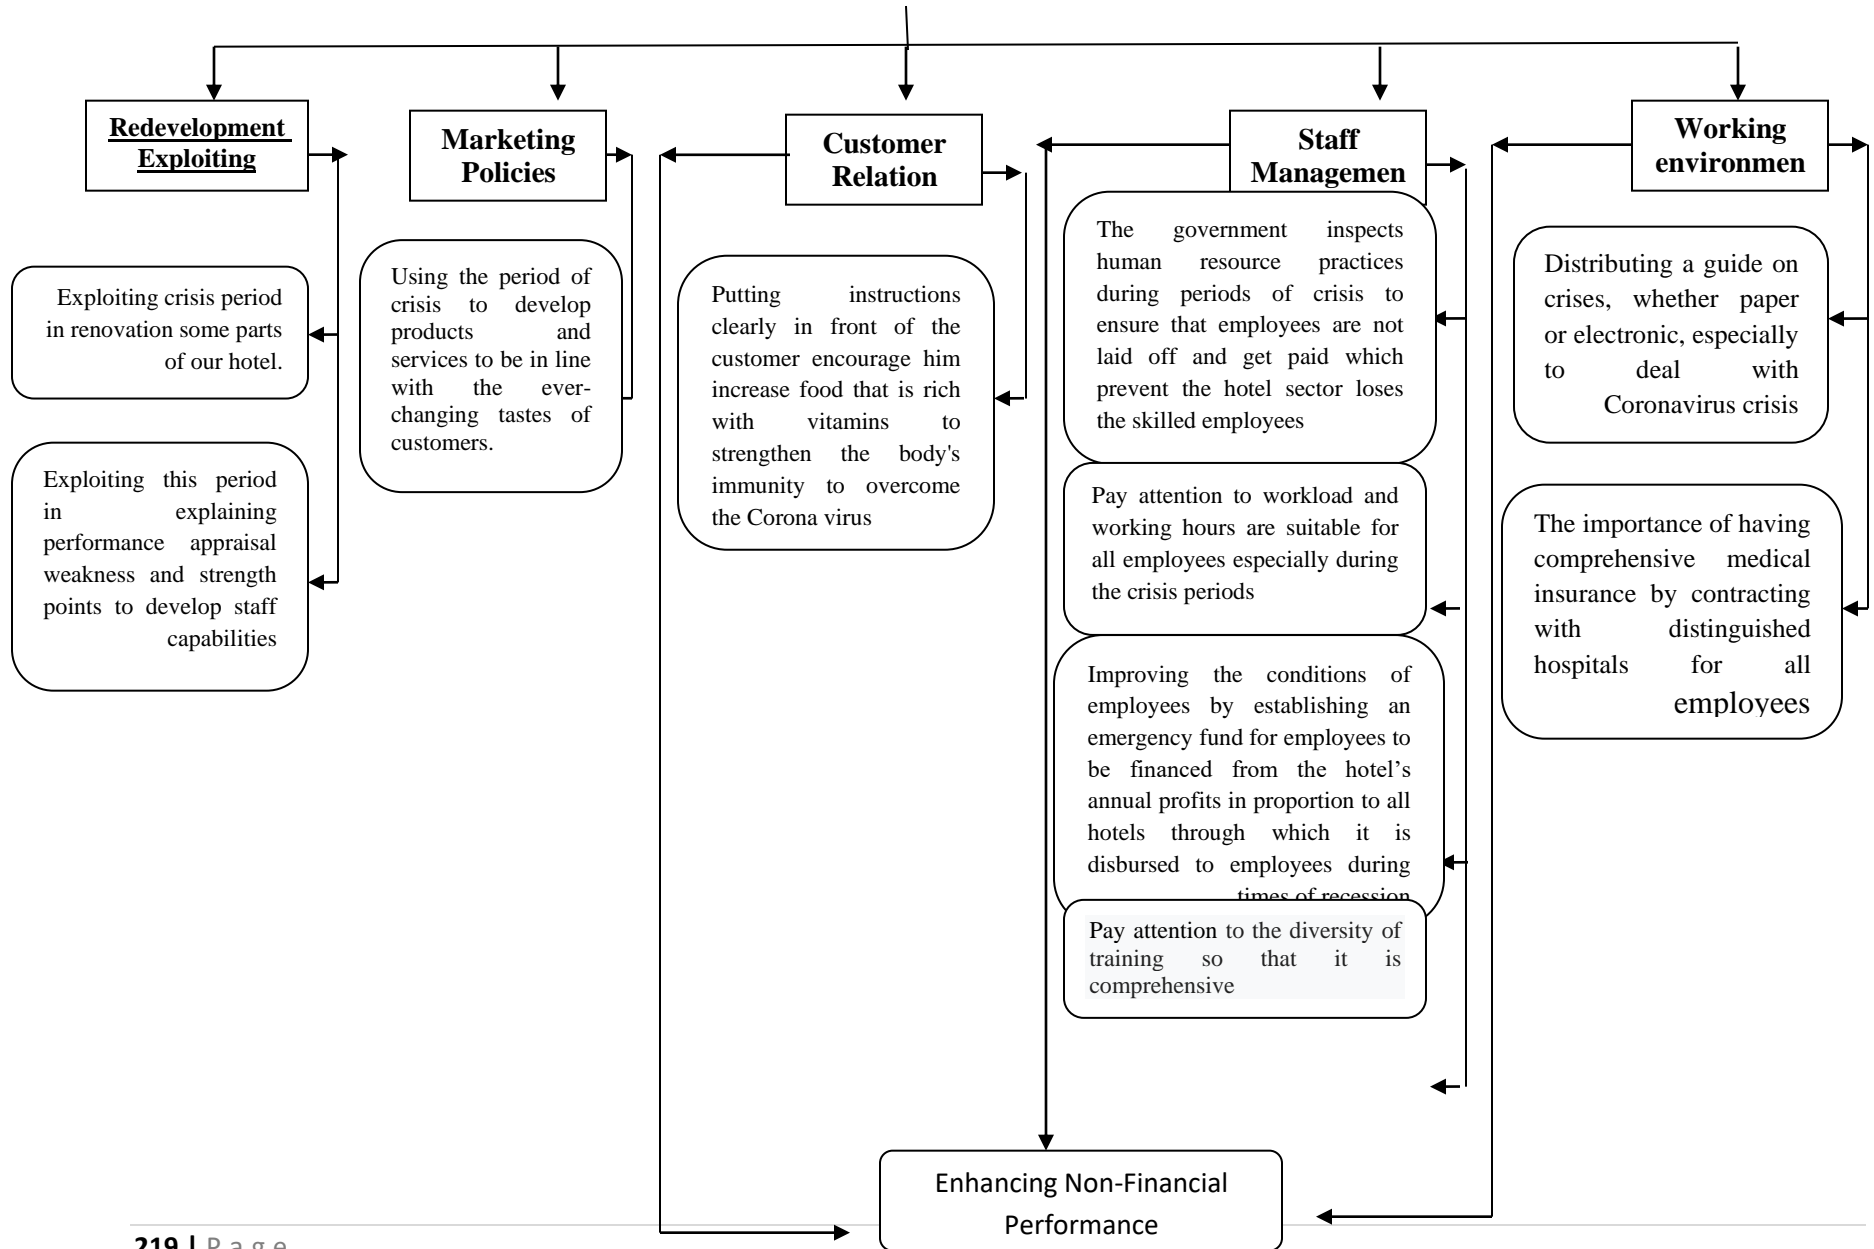 Redevelopment
Exploiting
Marketing
Policies
Customer
Relation
Staff
Managemen
Working
environmen
Exploiting crisis period
in renovation some parts
of our hotel.
Exploiting this period
in explaining
performance appraisal
weakness and strength
points to develop staff
capabilities
Using the period of
crisis to develop
products and
services to be in line
with the ever-
changing tastes of
customers.
Putting instructions
clearly in front of the
customer encourage him
increase food that is rich
with vitamins to
strengthen the body's
immunity to overcome
the Corona virus
The government inspects
human resource practices
during periods of crisis to
ensure that employees are not
laid off and get paid which
prevent the hotel sector loses
the skilled employees
Pay attention to workload and
working hours are suitable for
all employees especially during
the crisis periods
Improving the conditions of
employees by establishing an
emergency fund for employees to
be financed from the hotel’s
annual profits in proportion to all
hotels through which it is
disbursed to employees during
times of recession
Pay attention to the diversity of
training so that it is
comprehensive
Distributing a guide on
crises, whether paper
or electronic, especially
to deal with
Coronavirus crisis
The importance of having
comprehensive medical
insurance by contracting
with distinguished
hospitals for all
employees
Enhancing Non-Financial
Performance
219 | P a g e